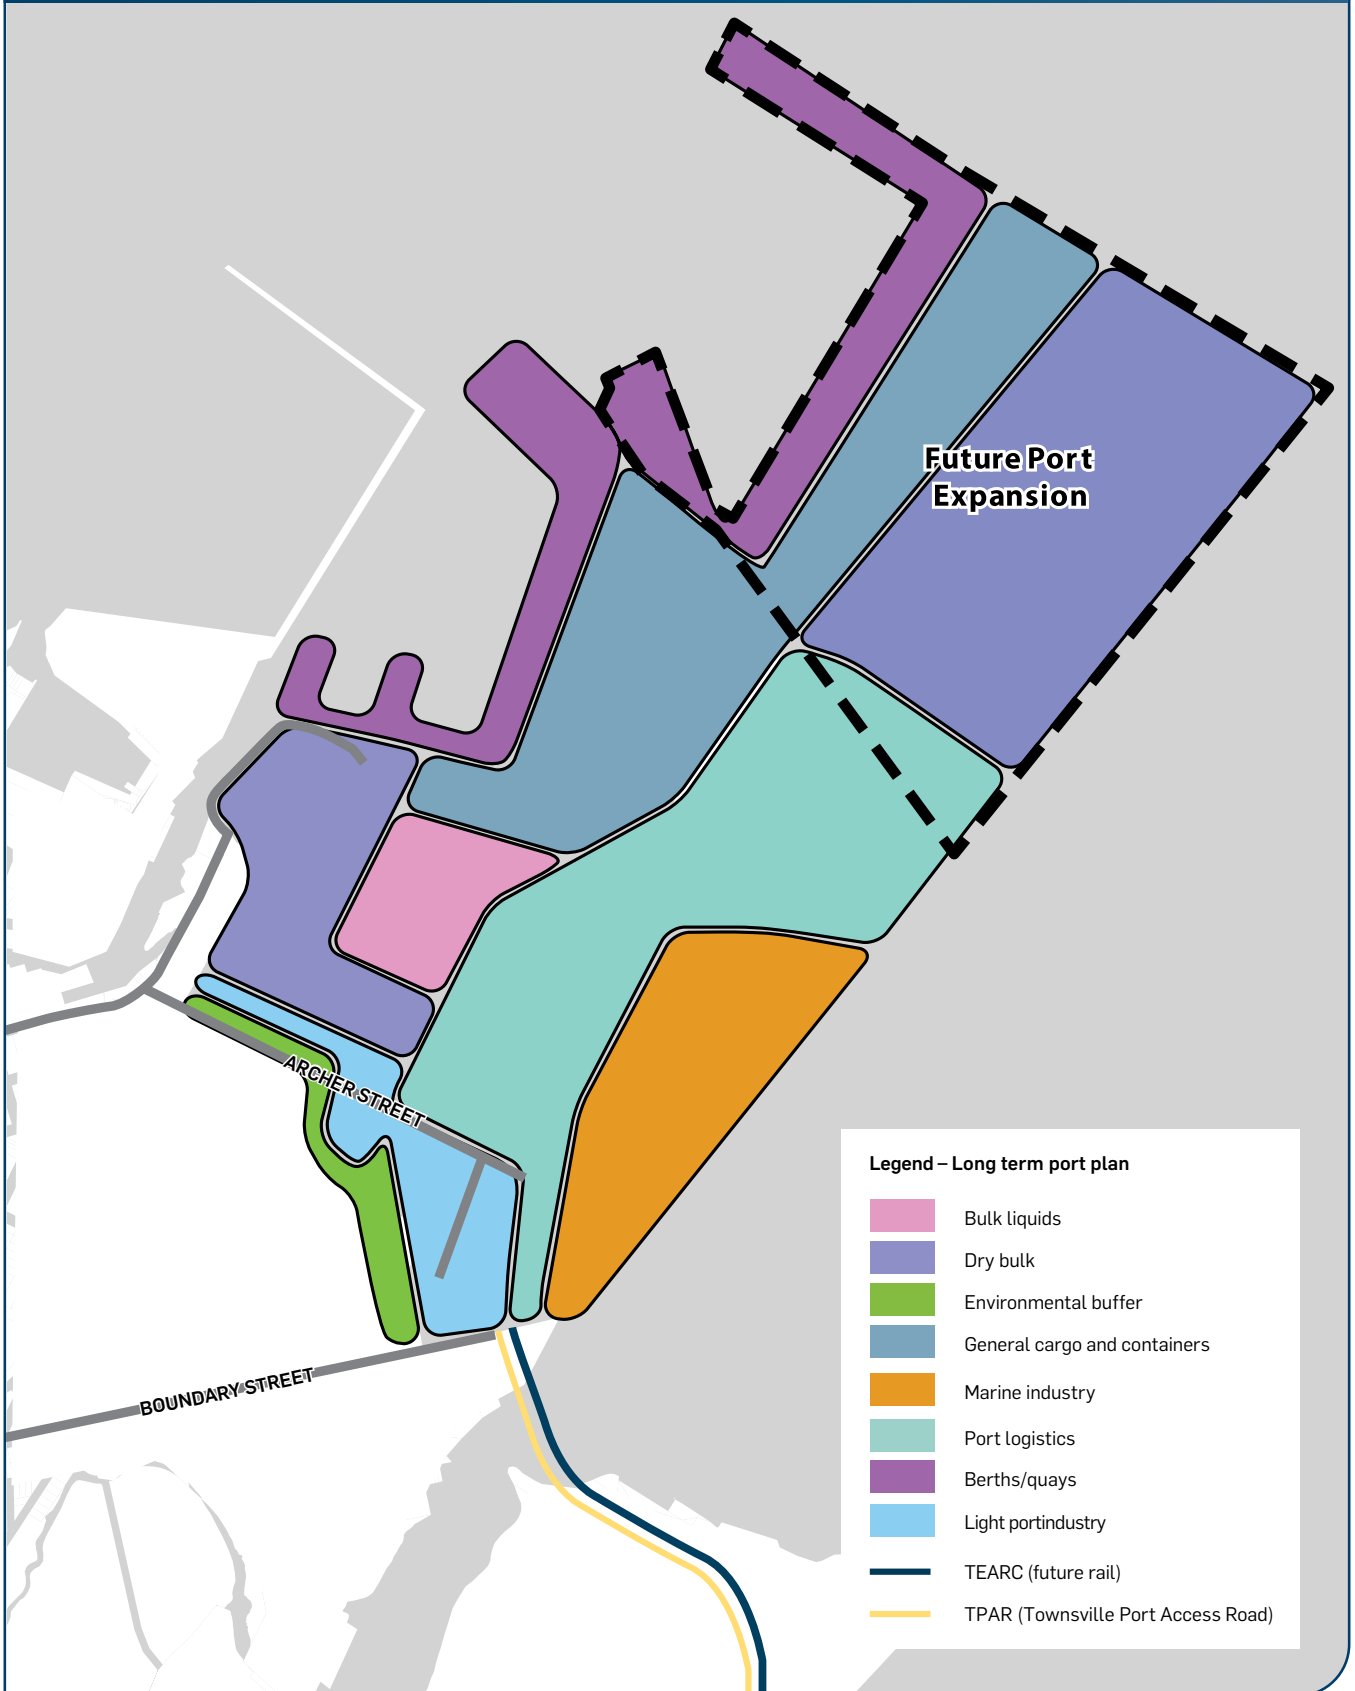 Future Port
Expansion
ARCHER STREET
BOUNDARY STREET
Legend – Long term port plan
Bulk liquids
Dry bulk
Environmental buffer
General cargo and containers
Marine industry
Port logistics
Berths/quays
Light portindustry
TEARC (future rail)
TPAR (Townsville Port Access Road)